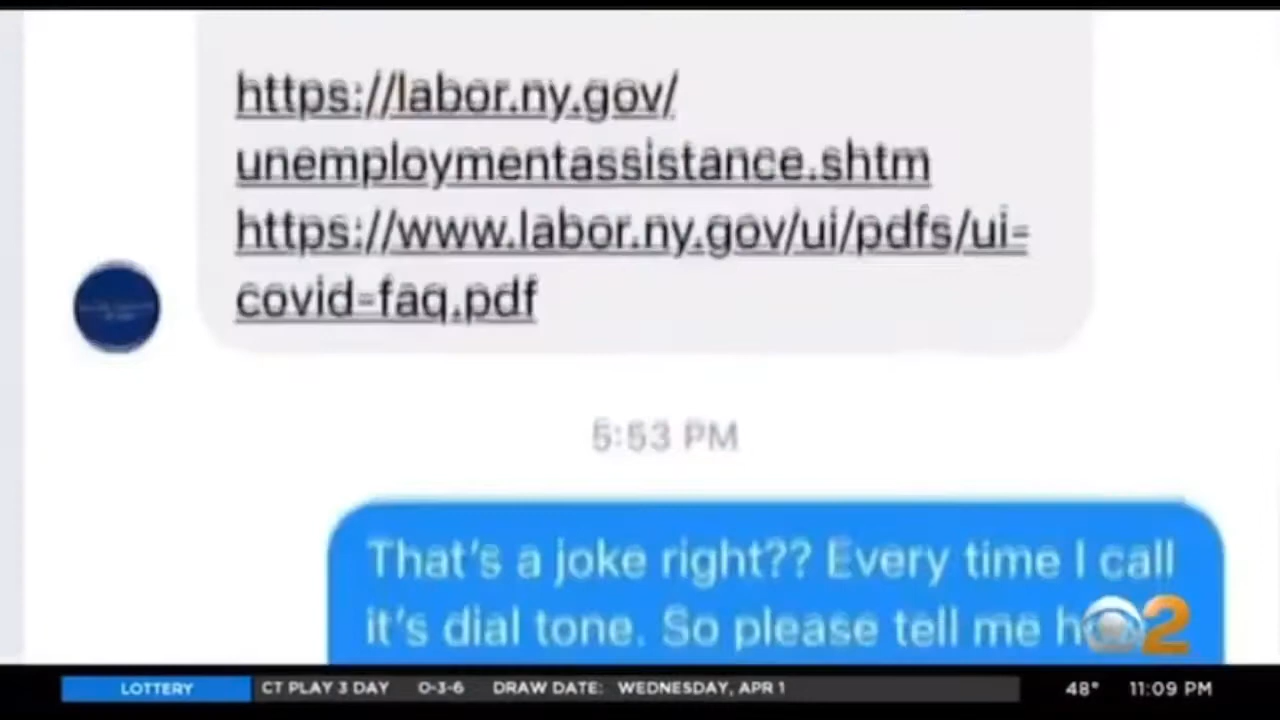 https://labor.ny.gov/
unemploymentassistance.shtm
https://www.labor.ny.gov/ui/pdfs/ui-
covid-faq.pdf
5:53 PM
That's a joke right?? Every time I call
it's dial tone. So please tell me
2
LOTTERY CT PLAY 3 DAY 0-3-6 DRAW DATE: WEDNESDAY, APR 1 48° 11:09 PM